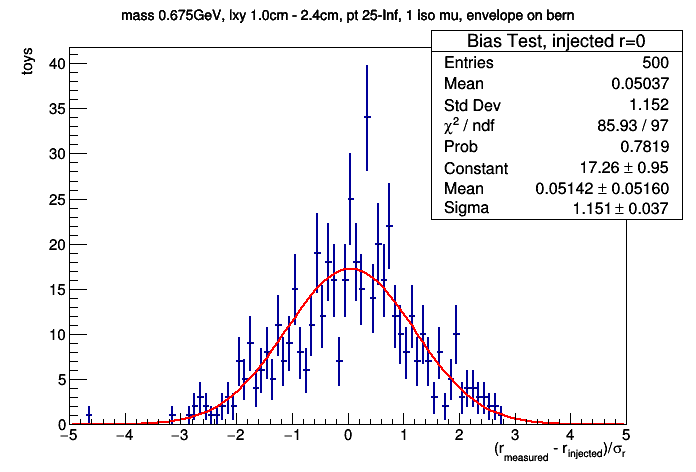 mass 0.675GeV, lxy 1.0cm - 2.4cm, pt 25-Inf, 1 Iso mu, envelope on bern
Bias Test, injected r=0
Entries 500
Mean 0.05037
Std Dev 1.152
χ² / ndf 85.93 / 97
Prob 0.7819
Constant 17.26 ± 0.95
Mean 0.05142 ± 0.05160
Sigma 1.151 ± 0.037
toys
40
35
30
25
20
15
10
5
0
−5 −4 −3 −2 −1 0 1 2 3 4 5
(r_measured - r_injected)/σ_r